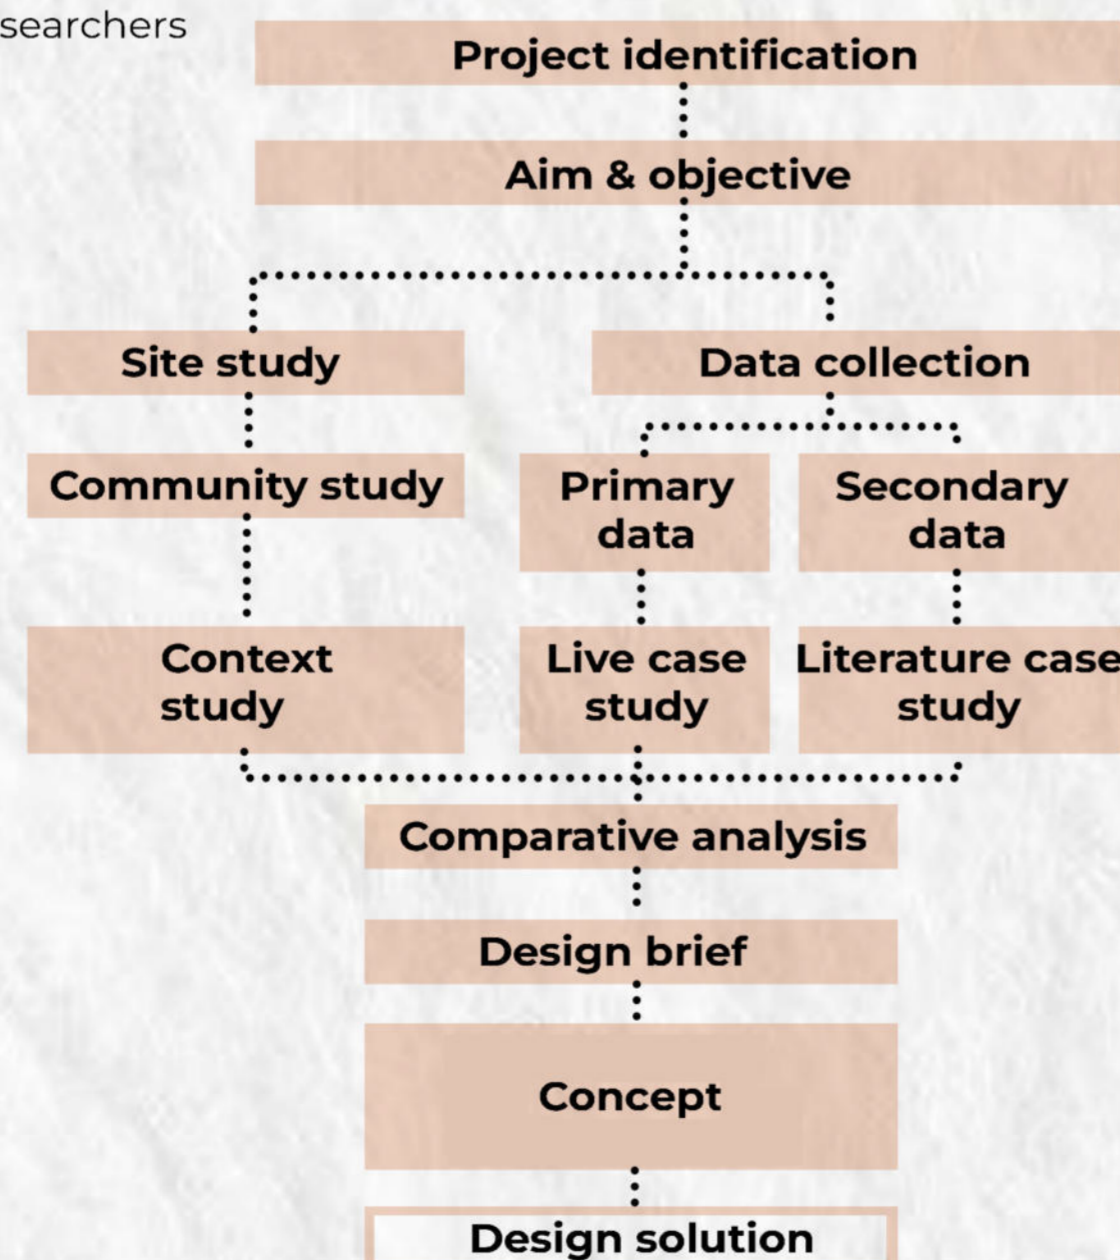 searchers
Project identification
Aim & objective
Site study
Data collection
Community study
Primary
data
Secondary
data
Context
study
Live case
study
Literature case
study
Comparative analysis
Design brief
Concept
Design solution